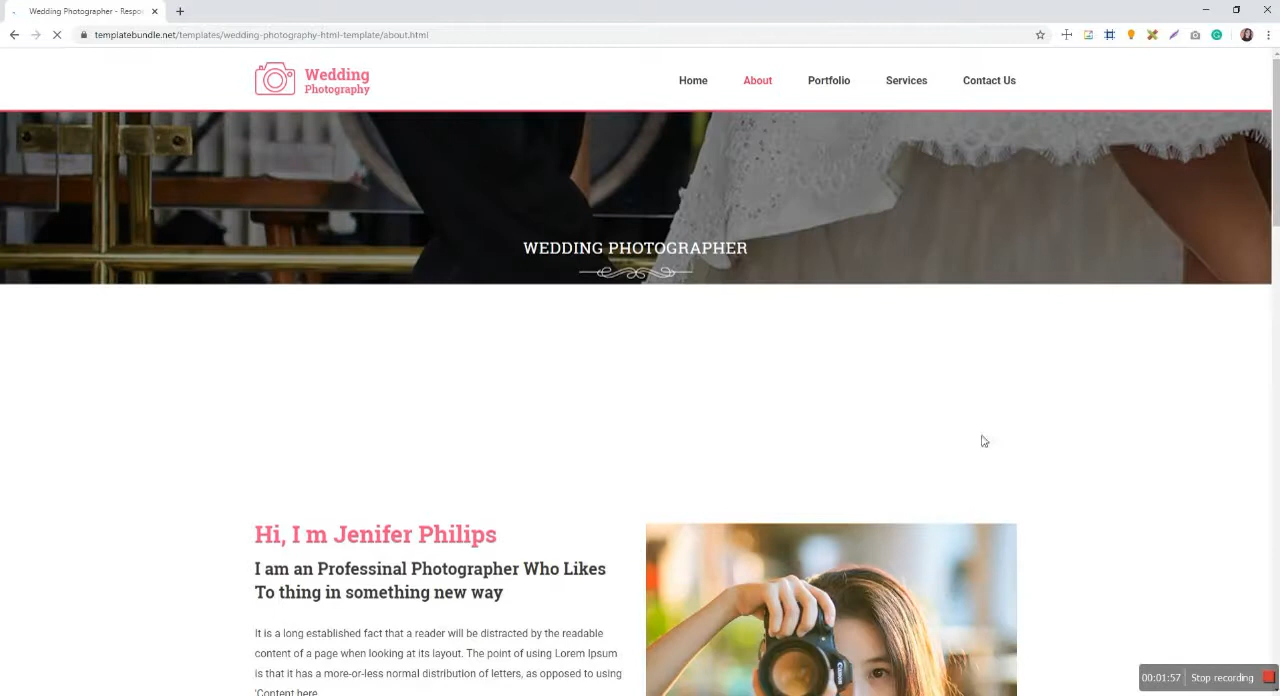 Wedding Photographer - Respo
templatebundle.net/templates/wedding-photography-html-template/about.html
Wedding
Photography
Home
About
Portfolio
Services
Contact Us
WEDDING PHOTOGRAPHER
Hi, I m Jenifer Philips
I am an Professinal Photographer Who Likes
To thing in something new way
It is a long established fact that a reader will be distracted by the readable
content of a page when looking at its layout. The point of using Lorem Ipsum
is that it has a more-or-less normal distribution of letters, as opposed to using
'Content here
00:01:57
Stop recording